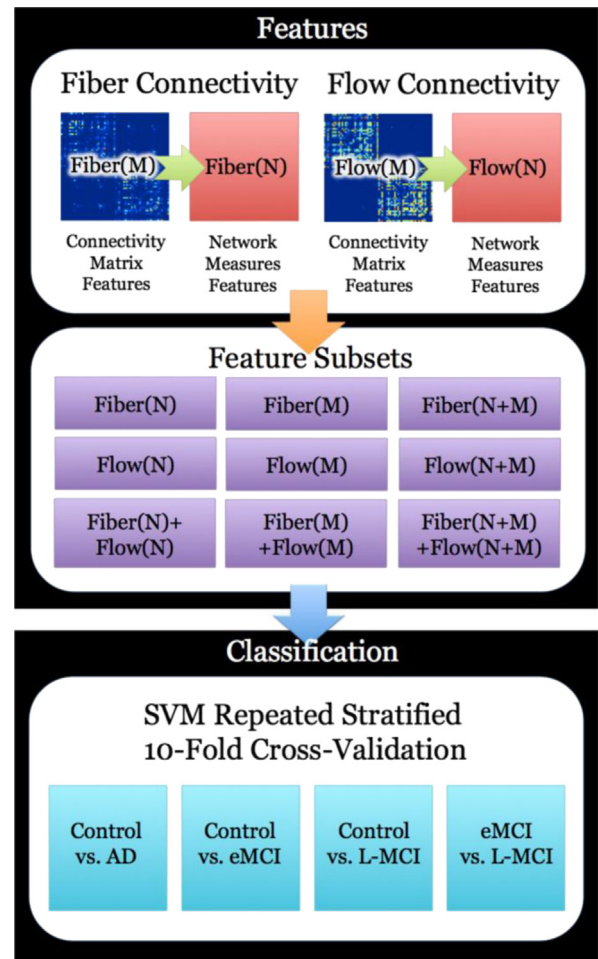 Features
Fiber Connectivity
Flow Connectivity
Fiber(M)
Fiber(N)
Flow(M)
Flow(N)
Connectivity
Matrix
Features
Network
Measures
Features
Connectivity
Matrix
Features
Network
Measures
Features
Feature Subsets
Fiber(N)
Fiber(M)
Fiber(N+M)
Flow(N)
Flow(M)
Flow(N+M)
Fiber(N)+
Flow(N)
Fiber(M)
+Flow(M)
Fiber(N+M)
+Flow(N+M)
Classification
SVM Repeated Stratified
10-Fold Cross-Validation
Control
vs. AD
Control
vs. eMCI
Control
vs. L-MCI
eMCI
vs. L-MCI